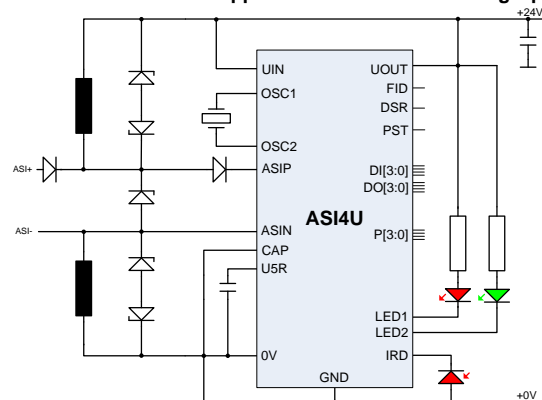 +24V
UIN
UOUT
OSC1
FID
DSR
PST
OSC2
ASI+
ASIP
DI[3:0]
DO[3:0]
ASI4U
ASI-
ASIN
P[3:0]
CAP
U5R
LED1
LED2
0V
IRD
GND
+0V